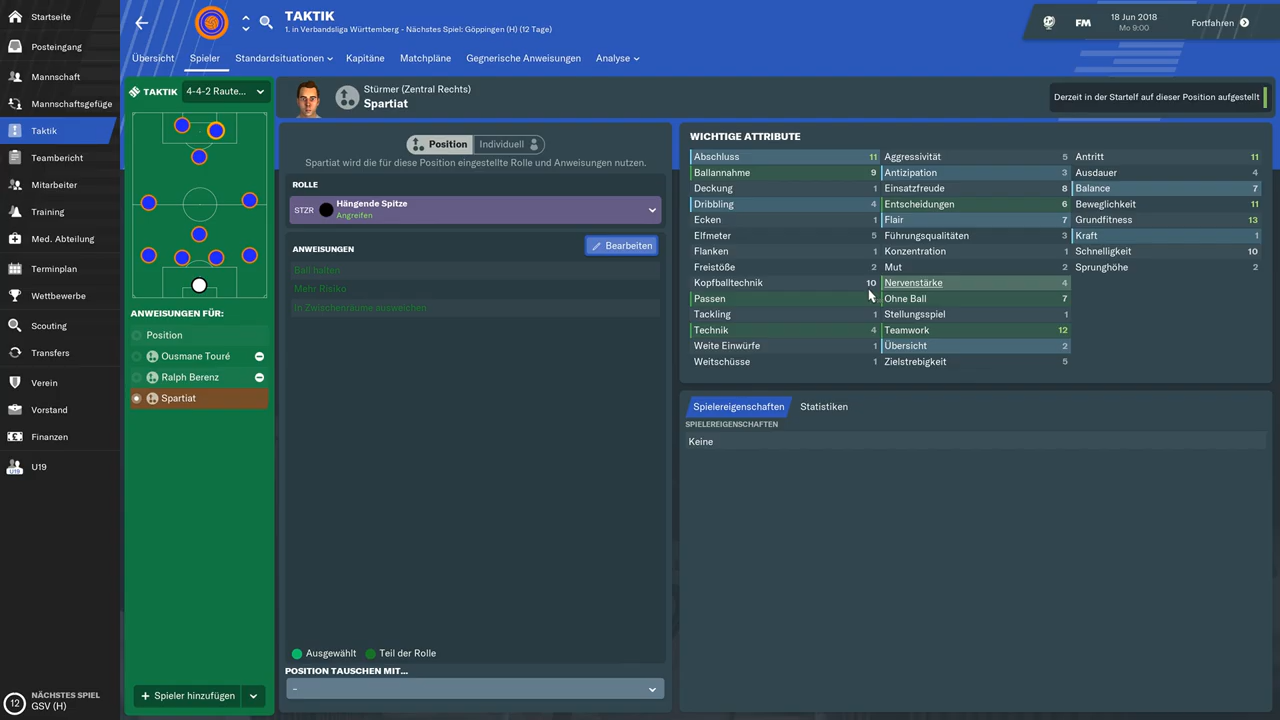 Startseite
Posteingang
Mannschaft
Mannschaftsgefüge
Taktik
Teambericht
Mitarbeiter
Training
Med. Abteilung
Terminplan
Wettbewerbe
Scouting
Transfers
Verein
Vorstand
Finanzen
U19
U19
12
NÄCHSTES SPIEL
GSV (H)
TAKTIK
1. in Verbandsliga Württemberg - Nächstes Spiel: Göppingen (H) (12 Tage)
FM
18 Jun 2018
Mo 9:00
Fortfahren
Übersicht
Spieler
Standardsituationen
Kapitäne
Matchpläne
Gegnerische Anweisungen
Analyse
TAKTIK
4-4-2 Raute...
ANWEISUNGEN FÜR:
Position
Ousmane Touré
Ralph Berenz
Spartiat
Spieler hinzufügen
Stürmer (Zentral Rechts)
Spartiat
Derzeit in der Startelf auf dieser Position aufgestellt
Position
Individuell
Spartiat wird die für diese Position eingestellte Rolle und Anweisungen nutzen.
ROLLE
STZR
Hängende Spitze
Angreifen
ANWEISUNGEN
Bearbeiten
Ball halten
Mehr Risiko
In Zwischenräume ausweichen
Ausgewählt
Teil der Rolle
POSITION TAUSCHEN MIT...
–
WICHTIGE ATTRIBUTE
Abschluss 11 Aggressivität 5 Antritt 11
Ballannahme 9 Antizipation 3 Ausdauer 4
Deckung 1 Einsatzfreude 8 Balance 7
Dribbling 4 Entscheidungen 6 Beweglichkeit 11
Ecken 1 Flair 7 Grundfitness 13
Elfmeter 5 Führungsqualitäten 3 Kraft 1
Flanken 1 Konzentration 1 Schnelligkeit 10
Freistöße 2 Mut 2 Sprunghöhe 2
Kopfballtechnik 10 Nervenstärke 4
Passen Ohne Ball 7
Tackling 1 Stellungsspiel 1
Technik 4 Teamwork 12
Weite Einwürfe 1 Übersicht 2
Weitschüsse 1 Zielstrebigkeit 5
Spielereigenschaften
Statistiken
SPIELEREIGENSCHAFTEN
Keine